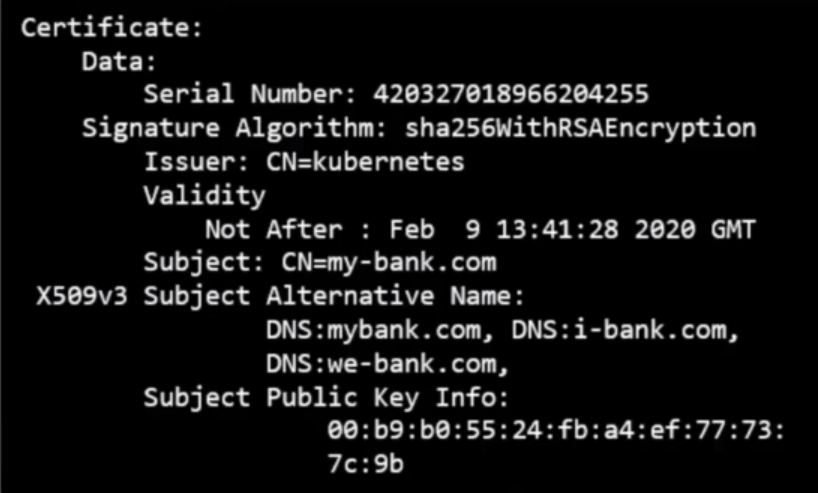 Certificate:
Data:
Serial Number: 420327018966204255
Signature Algorithm: sha256WithRSAEncryption
Issuer: CN=kubernetes
Validity
Not After : Feb  9 13:41:28 2020 GMT
Subject: CN=my-bank.com
X509v3 Subject Alternative Name:
DNS:mybank.com, DNS:i-bank.com,
DNS:we-bank.com,
Subject Public Key Info:
00:b9:b0:55:24:fb:a4:ef:77:73:
7c:9b